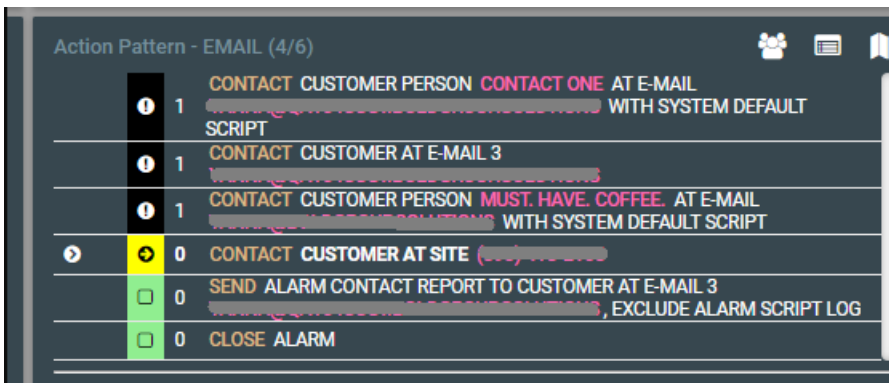 Action Pattern - EMAIL (4/6)
1 CONTACT CUSTOMER PERSON CONTACT ONE AT E-MAIL
WITH SYSTEM DEFAULT
SCRIPT
1 CONTACT CUSTOMER AT E-MAIL 3
1 CONTACT CUSTOMER PERSON MUST. HAVE. COFFEE. AT E-MAIL
WITH SYSTEM DEFAULT SCRIPT
0 CONTACT CUSTOMER AT SITE
0 SEND ALARM CONTACT REPORT TO CUSTOMER AT E-MAIL 3
, EXCLUDE ALARM SCRIPT LOG
0 CLOSE ALARM